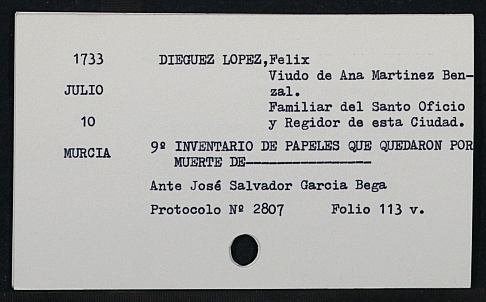 1733 DIEGUEZ LOPEZ,Felix
Viudo de Ana Martinez Ben-
JULIO zal.
Familiar del Santo Oficio
10 y Regidor de esta Ciudad.
9º INVENTARIO DE PAPELES QUE QUEDARON POR
MURCIA
MUERTE DE-----------------
Ante José Salvador Garcia Bega
Protocolo Nº 2807 Folio 113 v.